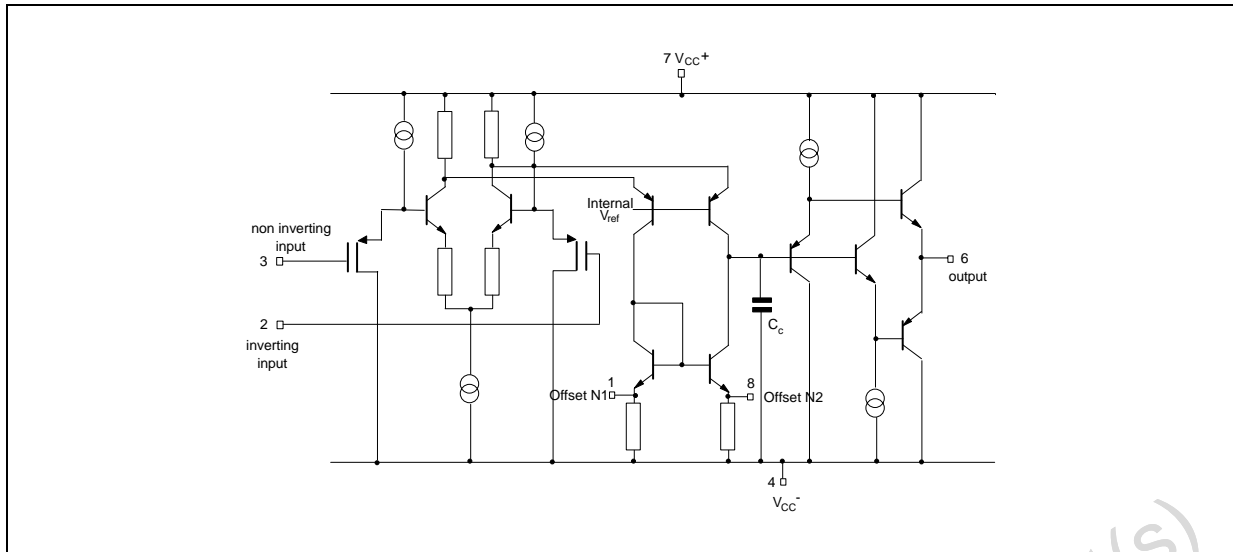 7 VCC+
Internal
Vref
non inverting
input
3
6
output
2
inverting
input
Cc
1
Offset N1
8
Offset N2
4
VCC-
(s)